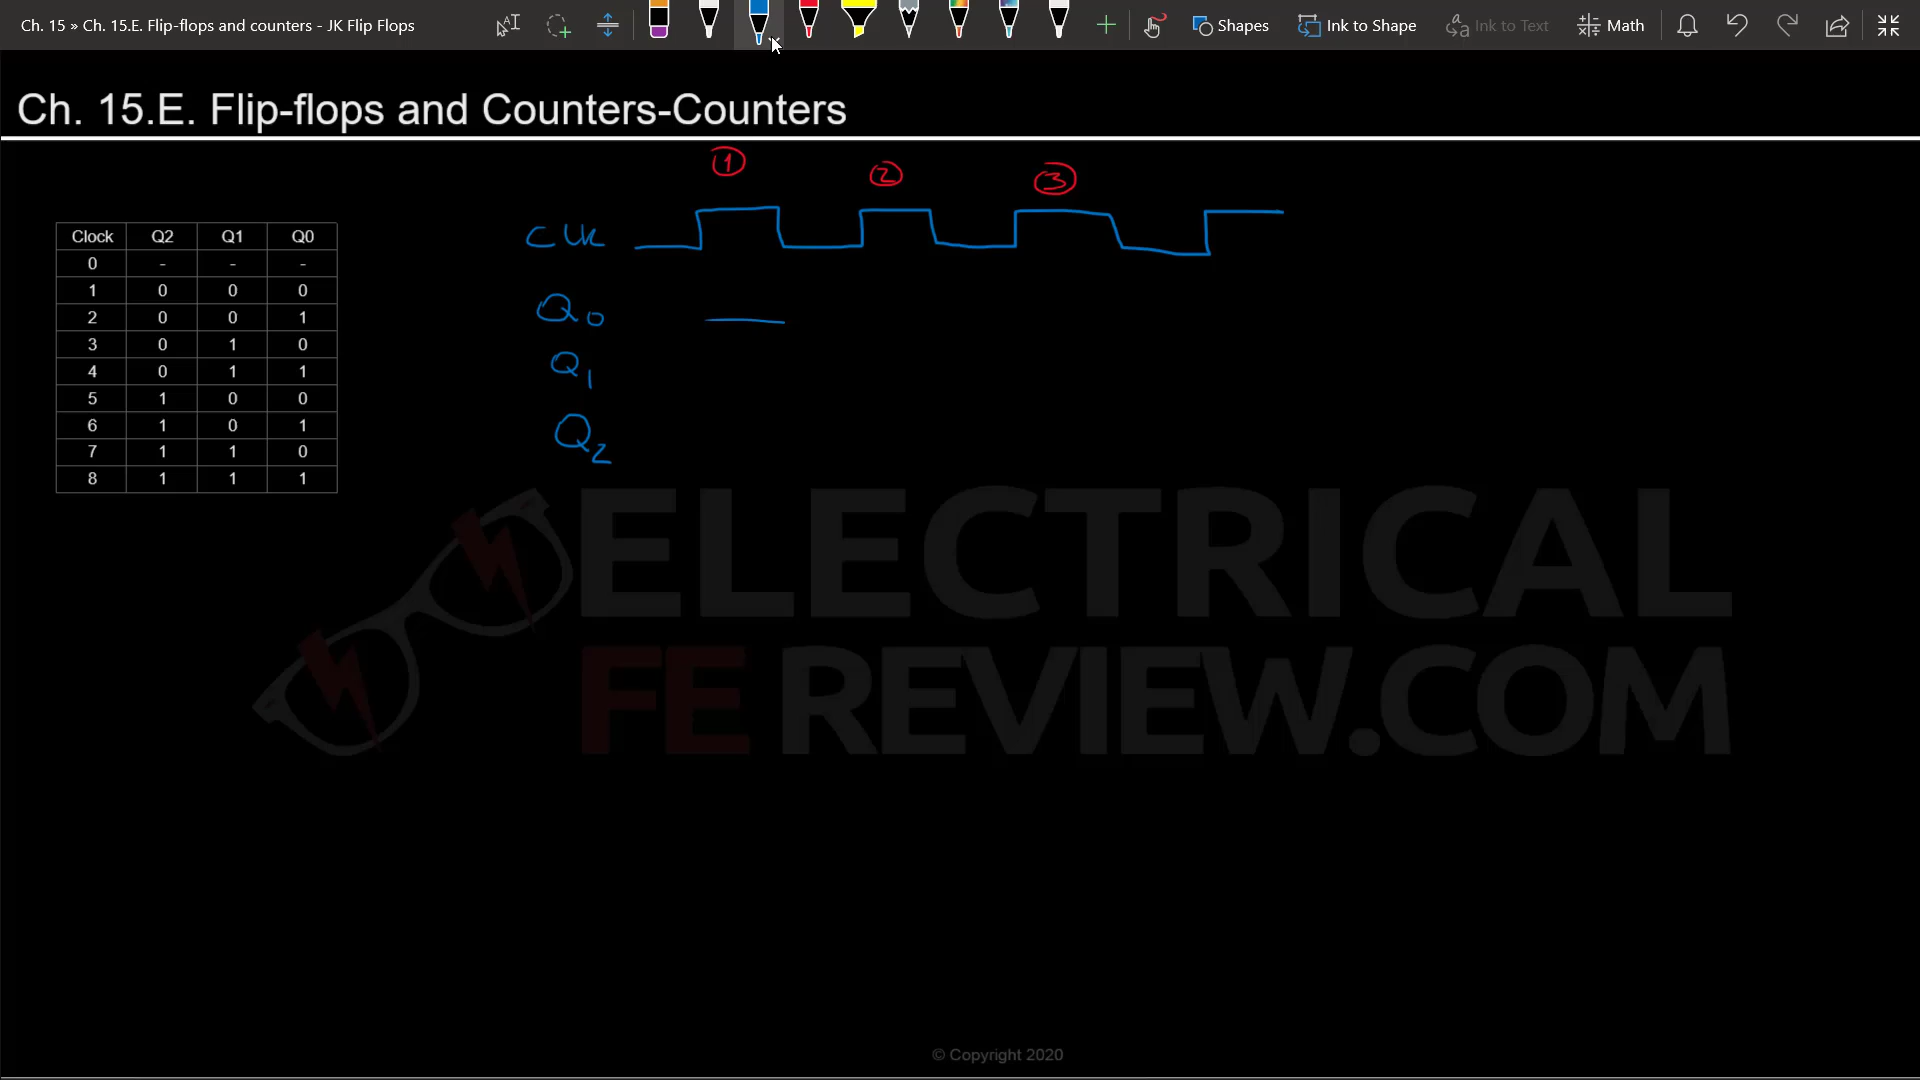 Ch. 15 » Ch. 15.E. Flip-flops and counters - JK Flip Flops
Shapes
Ink to Shape
Ink to Text
Math
Ch. 15.E. Flip-flops and Counters-Counters
1 2 3
CLK
Q0
Q1
Q2
Clock Q2 Q1 Q0
0 - - -
1 0 0 0
2 0 0 1
3 0 1 0
4 0 1 1
5 1 0 0
6 1 0 1
7 1 1 0
8 1 1 1
ELECTRICAL
FE REVIEW.COM
© Copyright 2020